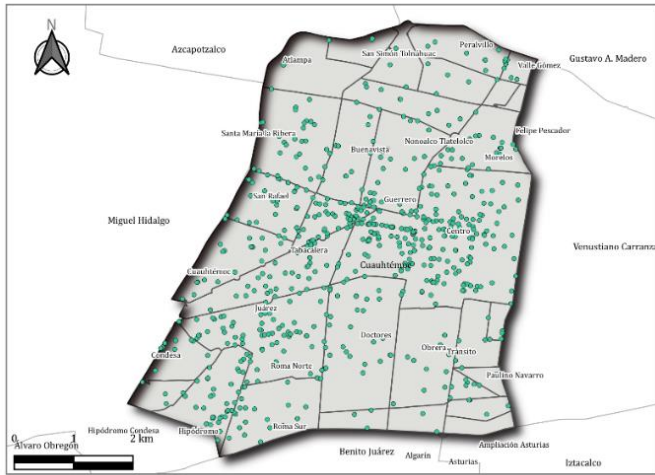 N
Azcapotzalco
Peralvillo
San Simón Tolnahuac
Atlampa
Valle Gómez
Gustavo A. Madero
Santa María la Ribera
Felipe Pescador
Nonoalco Tlatelolco
Buenavista
Morelos
San Rafael
Guerrero
Miguel Hidalgo
Centro
Venustiano Carranza
Tabacalera
Cuauhtémoc
Cuauhtémoc
Juárez
Doctores
Obrera
Tránsito
Condesa
Roma Norte
Paulino Navarro
Hipódromo Condesa
Hipódromo
Roma Sur
0 1 2 km
Álvaro Obregón
Benito Juárez
Algarín
Asturias
Ampliación Asturias
Iztacalco